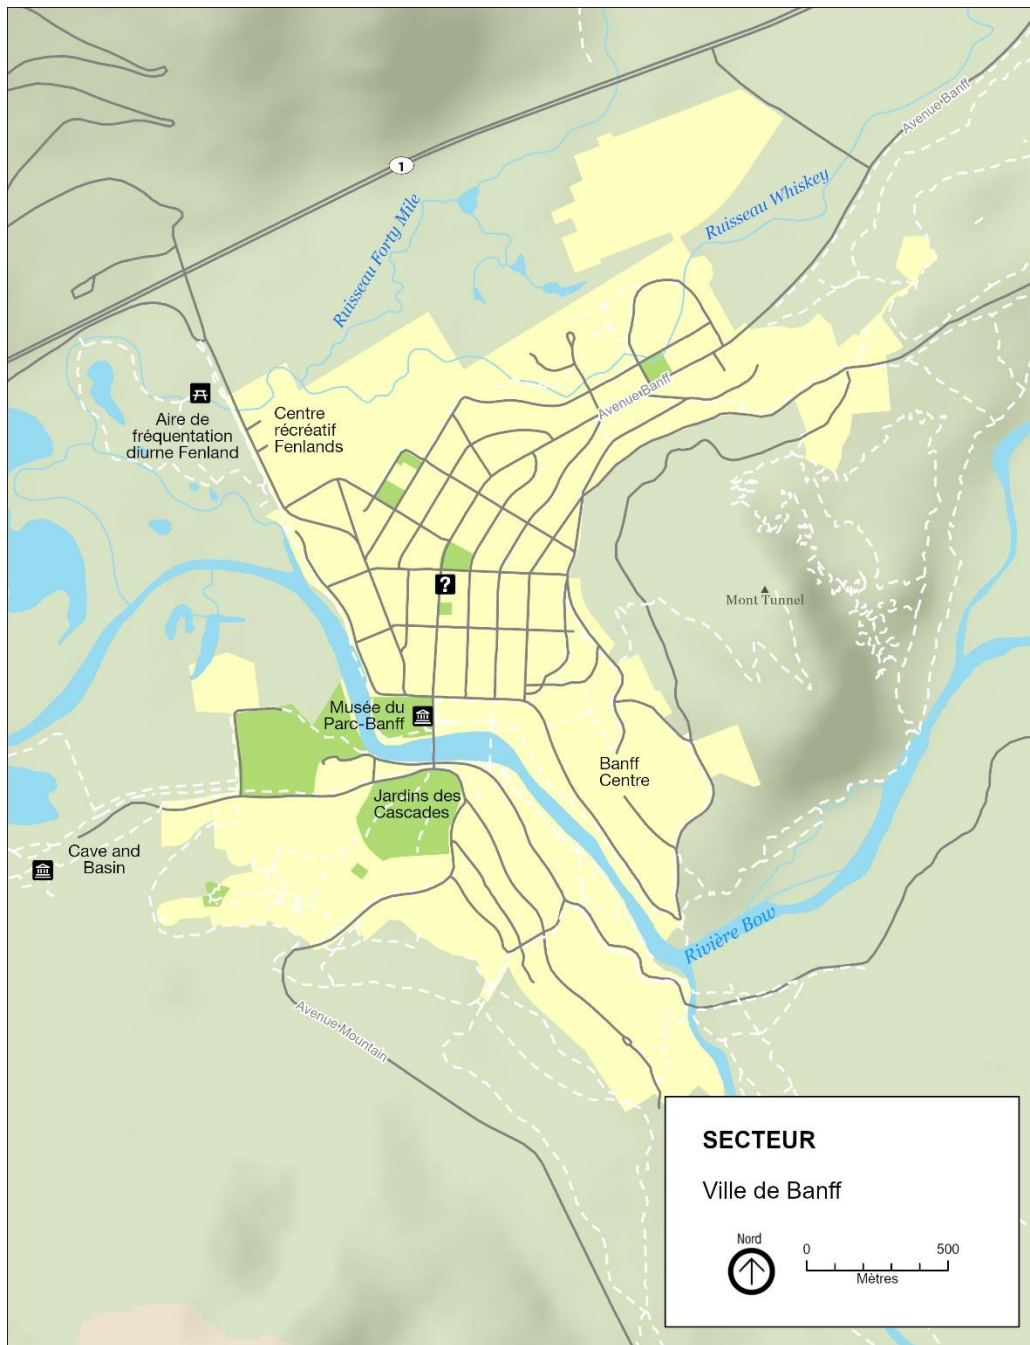 Avenue Banff
1
Ruisseau Whiskey
Ruisseau Forty Mile
Avenue Banff
Aire de
fréquentation
diurne Fenland
Centre
récréatif
Fenlands
?
Mont Tunnel
Musée du
Parc-Banff
Banff
Centre
Jardins des
Cascades
Cave and
Basin
Rivière Bow
Avenue Mountain
SECTEUR
Ville de Banff
Nord
0 500
Mètres